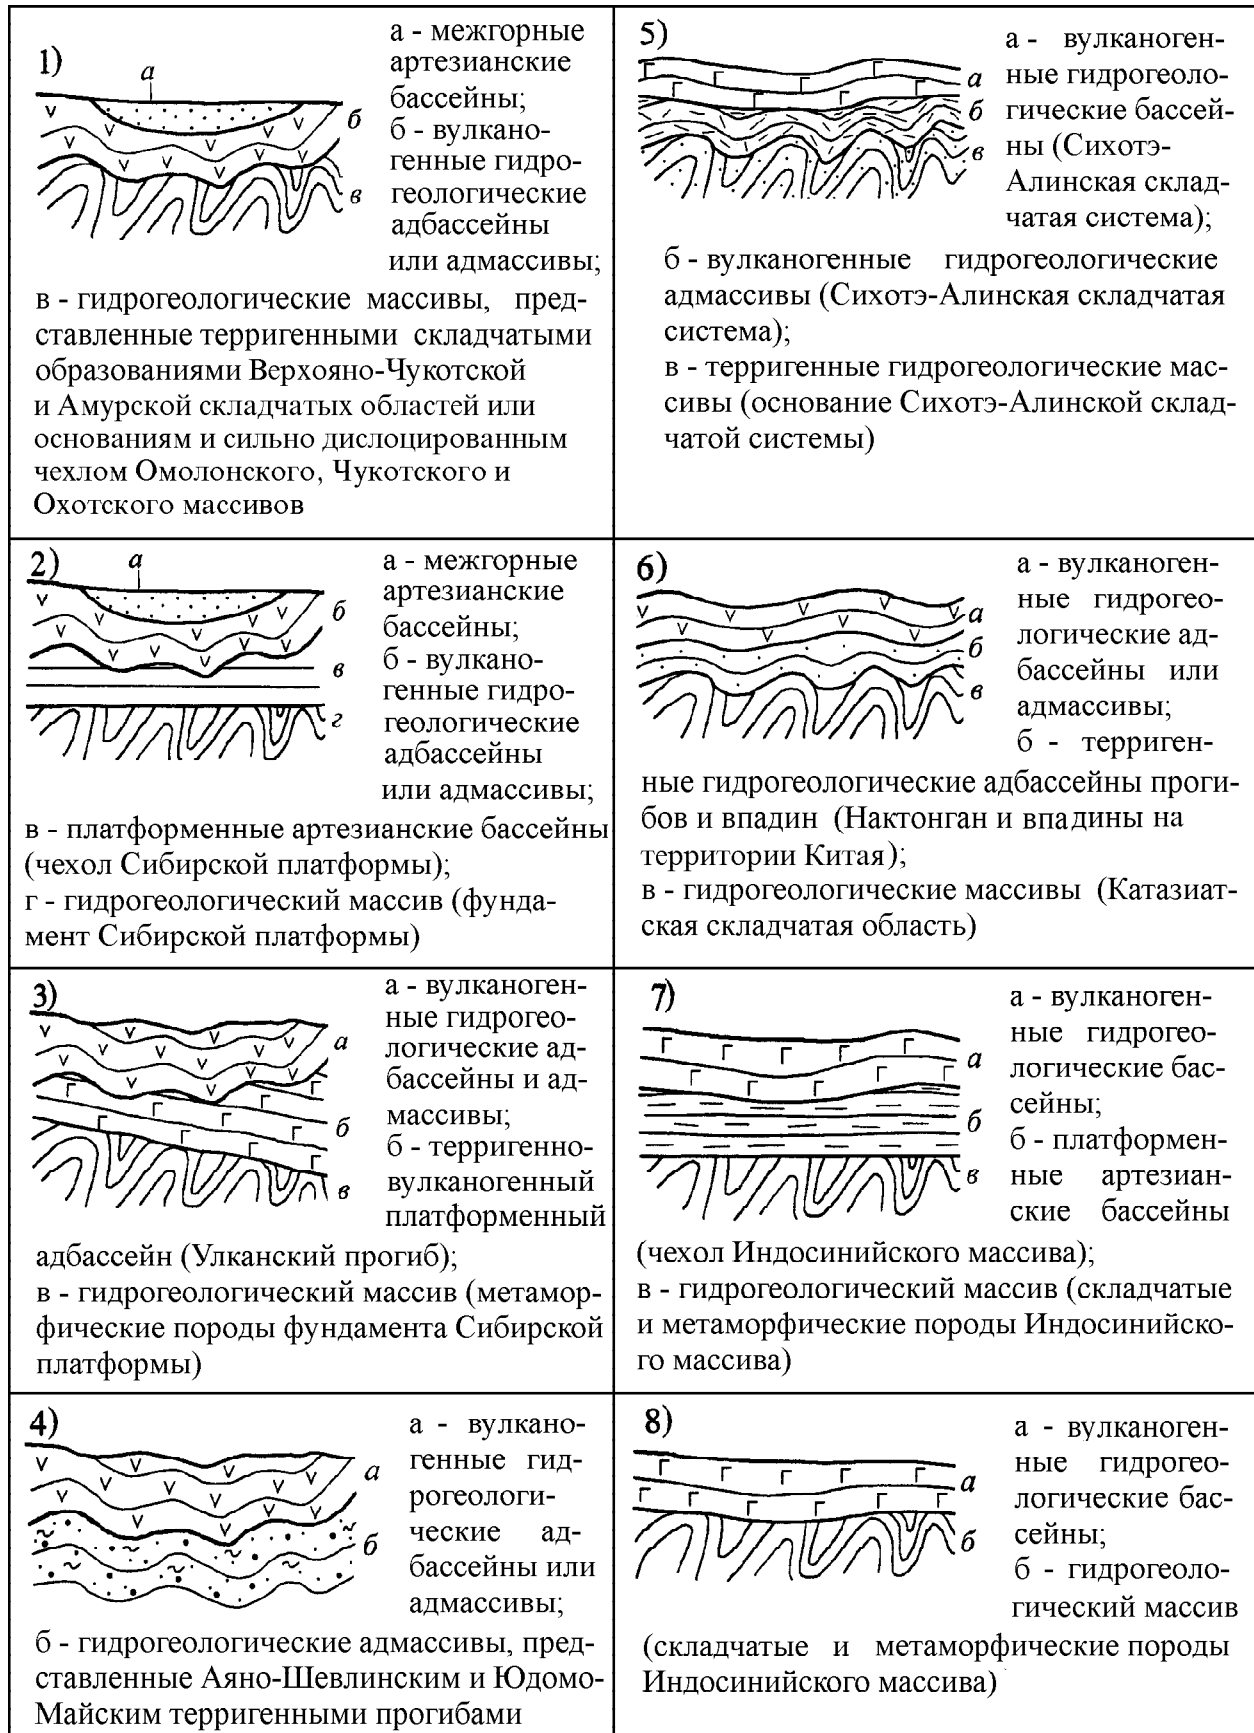 1)
а
б
в
а - межгорные
артезианские
бассейны;
б - вулкано-
генные гидро-
геологические
адбассейны
или адмассивы;
в - гидрогеологические массивы, пред-
ставленные терригенными складчатыми
образованиями Верхояно-Чукотской
и Амурской складчатых областей или
основаниям и сильно дислоцированным
чехлом Омолонского, Чукотского и
Охотского массивов
2)
а
б
в
г
а - межгорные
артезианские
бассейны;
б - вулкано-
генные гидро-
геологические
адбассейны
или адмассивы;
в - платформенные артезианские бассейны
(чехол Сибирской платформы);
г - гидрогеологический массив (фунда-
мент Сибирской платформы)
3)
а
б
в
а - вулканоген-
ные гидрогео-
логические ад-
бассейны и ад-
массивы;
б - терригенно-
вулканогенный
платформенный
адбассейн (Улканский прогиб);
в - гидрогеологический массив (метамор-
фические породы фундамента Сибирской
платформы)
4)
а
б
а - вулкано-
генные гид-
рогеологи-
ческие ад-
бассейны или
адмассивы;
б - гидрогеологические адмассивы, пред-
ставленные Аяно-Шевлинским и Юдомо-
Майским терригенными прогибами
5)
а
б
в
а - вулканоген-
ные гидрогеоло-
гические бассей-
ны (Сихотэ-
Алинская склад-
чатая система);
б - вулканогенные гидрогеологические
адмассивы (Сихотэ-Алинская складчатая
система);
в - терригенные гидрогеологические мас-
сивы (основание Сихотэ-Алинской склад-
чатой системы)
6)
а
б
в
а - вулканоген-
ные гидрогео-
логические ад-
бассейны или
адмассивы;
б - терриген-
ные гидрогеологические адбассейны проги-
бов и впадин (Нактонган и впадины на
территории Китая);
в - гидрогеологические массивы (Катазиат-
ская складчатая область)
7)
а
б
в
а - вулканоген-
ные гидрогео-
логические бас-
сейны;
б - платформен-
ные артезиан-
ские бассейны
(чехол Индосинийского массива);
в - гидрогеологический массив (складчатые
и метаморфические породы Индосинийско-
го массива)
8)
а
б
а - вулканоген-
ные гидрогео-
логические бас-
сейны;
б - гидрогеоло-
гический массив
(складчатые и метаморфические породы
Индосинийского массива)